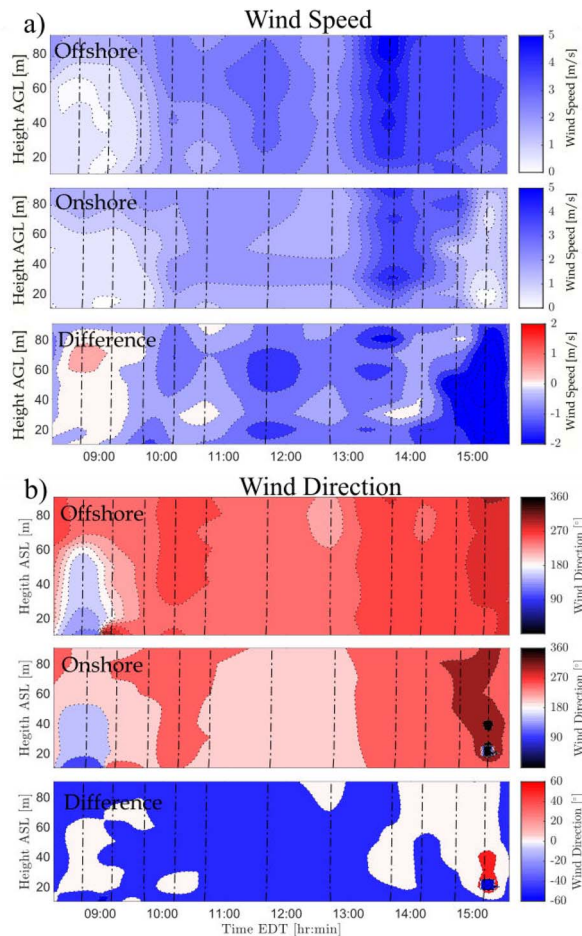 a)
Wind Speed
Offshore
Height AGL [m]
80
60
40
20
5
4
3
2
1
0
Wind Speed [m/s]
Onshore
Height AGL [m]
80
60
40
20
5
4
3
2
1
0
Wind Speed [m/s]
Difference
Height AGL [m]
80
60
40
20
2
1
0
-1
-2
Wind Speed [m/s]
09:00 10:00 11:00 12:00 13:00 14:00 15:00
b)
Wind Direction
Offshore
Hegith ASL [m]
80
60
40
20
360
270
180
90
Wind Direction [°]
Onshore
Hegith ASL [m]
80
60
40
20
360
270
180
90
Wind Direction [°]
Difference
Height ASL [m]
80
60
40
20
60
40
20
0
-20
-40
-60
Wind Direction [°]
09:00 10:00 11:00 12:00 13:00 14:00 15:00
Time EDT [hr:min]